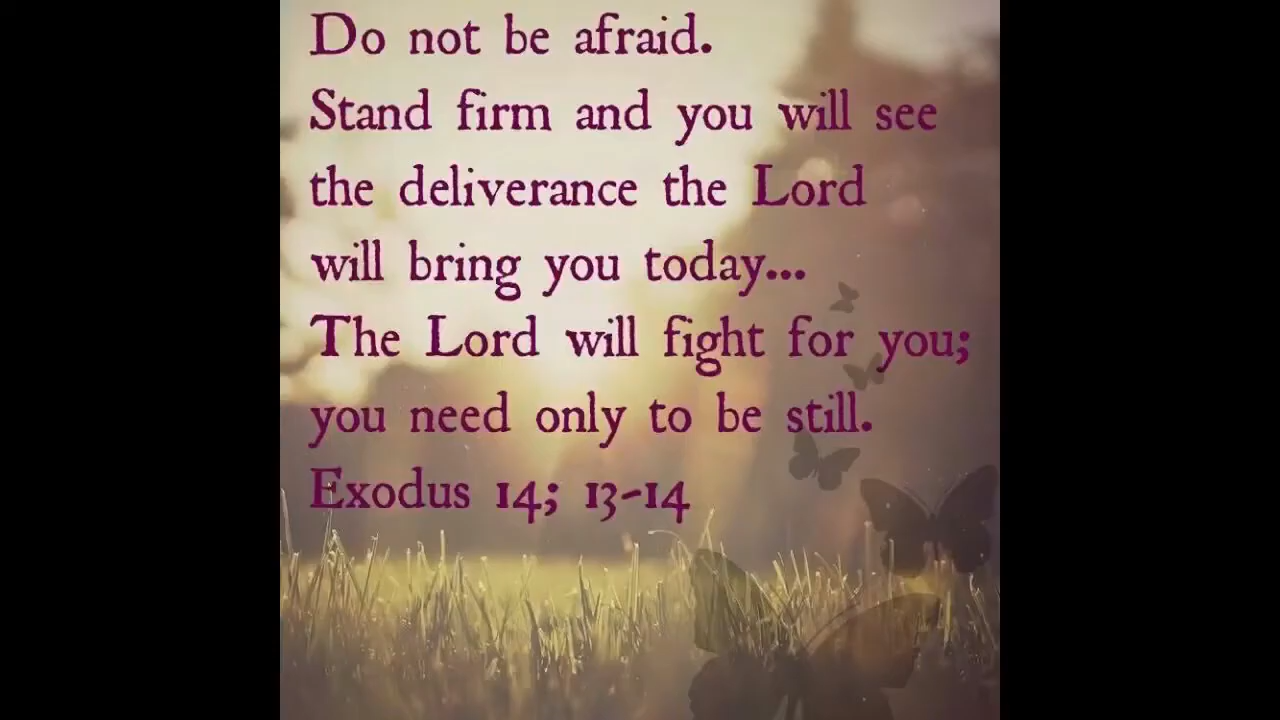 Do not be afraid.
Stand firm and you will see
the deliverance the Lord
will bring you today...
The Lord will fight for you;
you need only to be still.
Exodus 14; 13-14